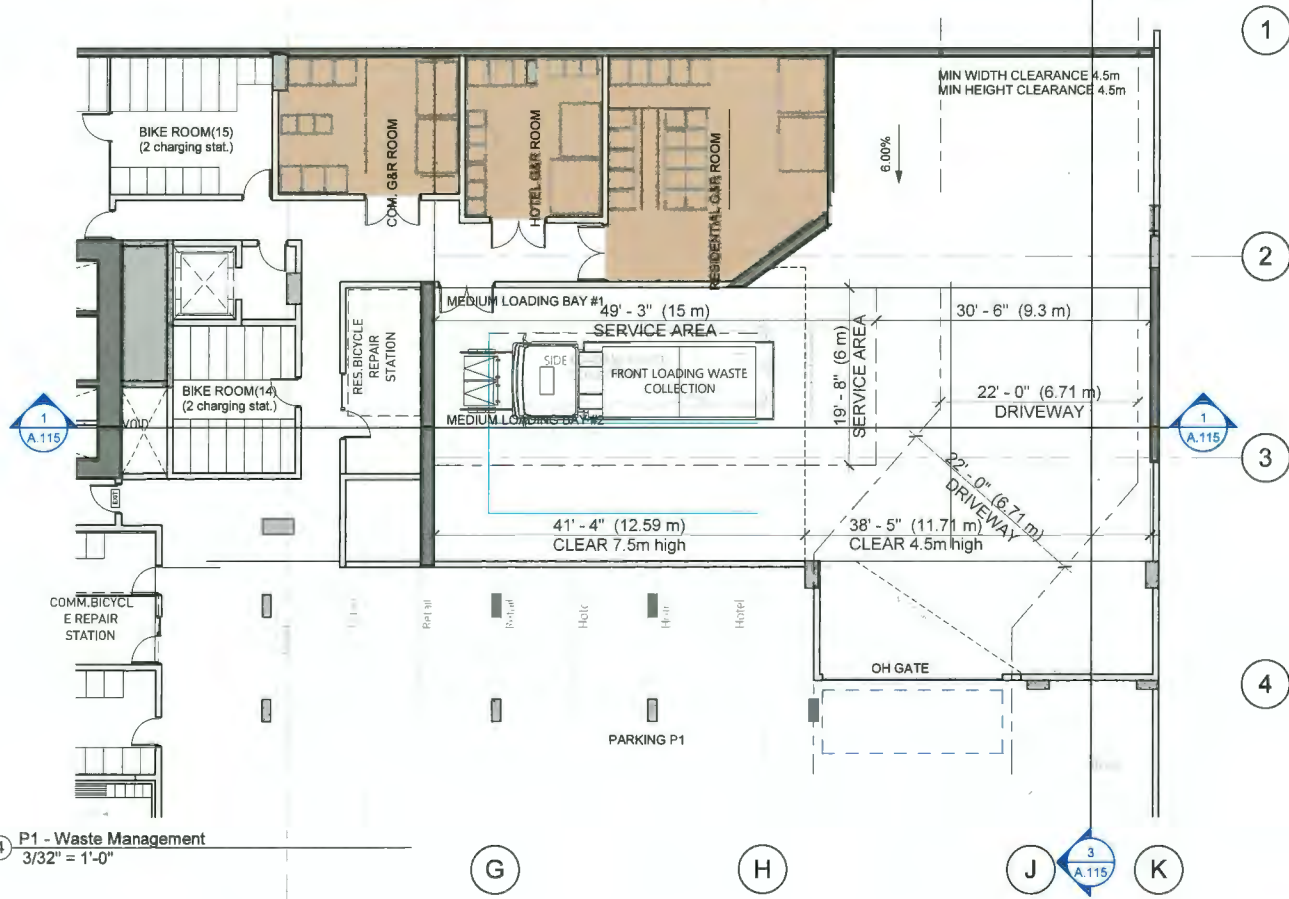 1
MIN WIDTH CLEARANCE 4.5m
MIN HEIGHT CLEARANCE 4.5m
BIKE ROOM(15)
(2 charging stat.)
COM. G&R ROOM
HOTEL G&R ROOM
RESIDENTIAL G&R ROOM
6.00%
2
MEDIUM LOADING BAY #1
49' - 3" (15 m)
SERVICE AREA
30' - 6" (9.3 m)
RES.BICYCLE
REPAIR
STATION
SIDE
FRONT LOADING WASTE
COLLECTION
19' - 8" (6 m)
SERVICE AREA
BIKE ROOM(14)
(2 charging stat.)
22' - 0" (6.71 m)
DRIVEWAY
VOID
MEDIUM LOADING BAY #2
1
A.115
1
A.115
3
22' - 0" (6.71 m)
DRIVEWAY
EXIT
41' - 4" (12.59 m)
CLEAR 7.5m high
38' - 5" (11.71 m)
CLEAR 4.5m high
COMM.BICYCL
E REPAIR
STATION
Retail
Retail
Hotel
OH GATE
4
PARKING P1
4
P1 - Waste Management
3/32" = 1'-0"
G
H
J
3
A.115
K